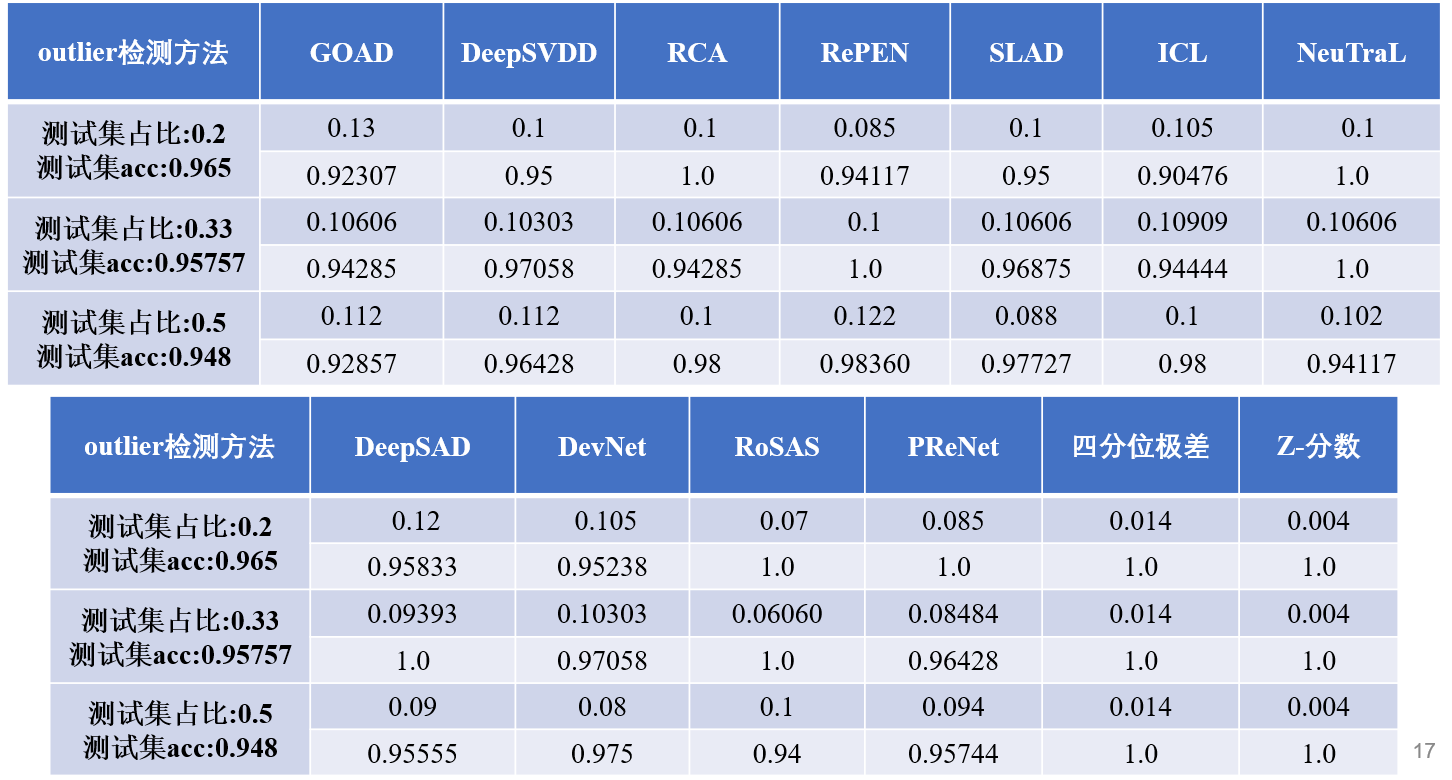 outlier检测方法 GOAD DeepSVDD RCA RePEN SLAD ICL NeuTraL
测试集占比:0.2
测试集acc:0.965
0.13 0.1 0.1 0.085 0.1 0.105 0.1
0.92307 0.95 1.0 0.94117 0.95 0.90476 1.0
测试集占比:0.33
测试集acc:0.95757
0.10606 0.10303 0.10606 0.1 0.10606 0.10909 0.10606
0.94285 0.97058 0.94285 1.0 0.96875 0.94444 1.0
测试集占比:0.5
测试集acc:0.948
0.112 0.112 0.1 0.122 0.088 0.1 0.102
0.92857 0.96428 0.98 0.98360 0.97727 0.98 0.94117
outlier检测方法 DeepSAD DevNet RoSAS PReNet 四分位极差 Z-分数
测试集占比:0.2
测试集acc:0.965
0.12 0.105 0.07 0.085 0.014 0.004
0.95833 0.95238 1.0 1.0 1.0 1.0
测试集占比:0.33
测试集acc:0.95757
0.09393 0.10303 0.06060 0.08484 0.014 0.004
1.0 0.97058 1.0 0.96428 1.0 1.0
测试集占比:0.5
测试集acc:0.948
0.09 0.08 0.1 0.094 0.014 0.004
0.95555 0.975 0.94 0.95744 1.0 1.0
17